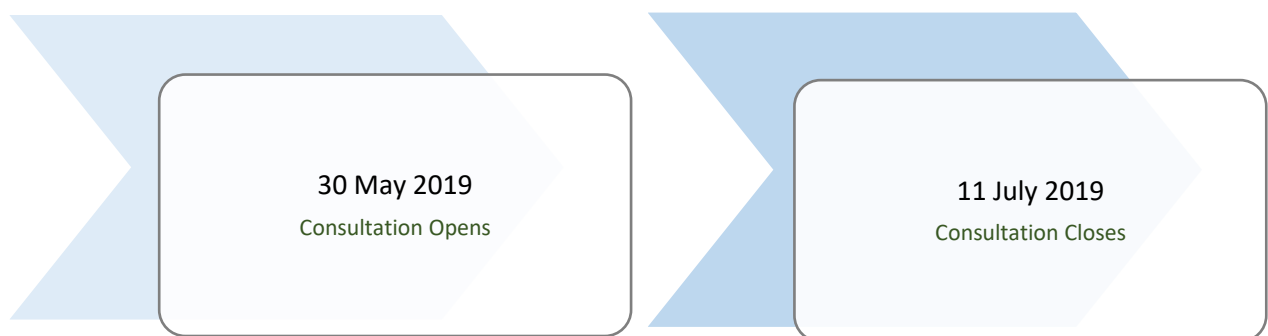 30 May 2019
Consultation Opens
11 July 2019
Consultation Closes